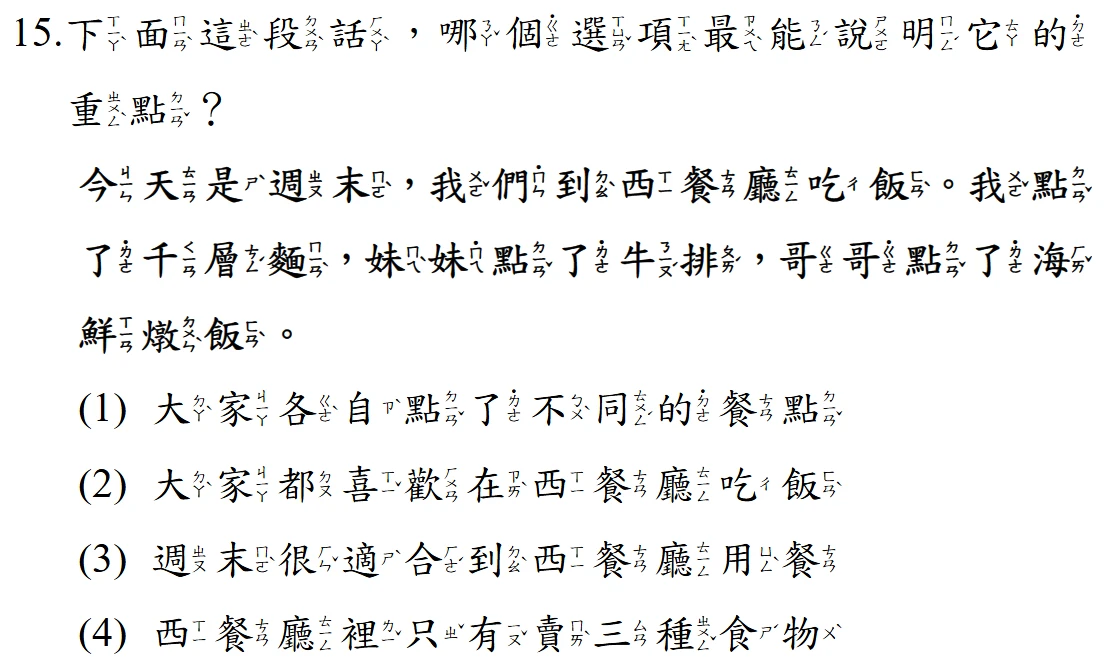 15.下面這段話，哪個選項最能說明它的
重點？
今天是週末，我們到西餐廳吃飯。我點
了千層麵，妹妹點了牛排，哥哥點了海
鮮燉飯。
(1) 大家各自點了不同的餐點
(2) 大家都喜歡在西餐廳吃飯
(3) 週末很適合到西餐廳用餐
(4) 西餐廳裡只有賣三種食物